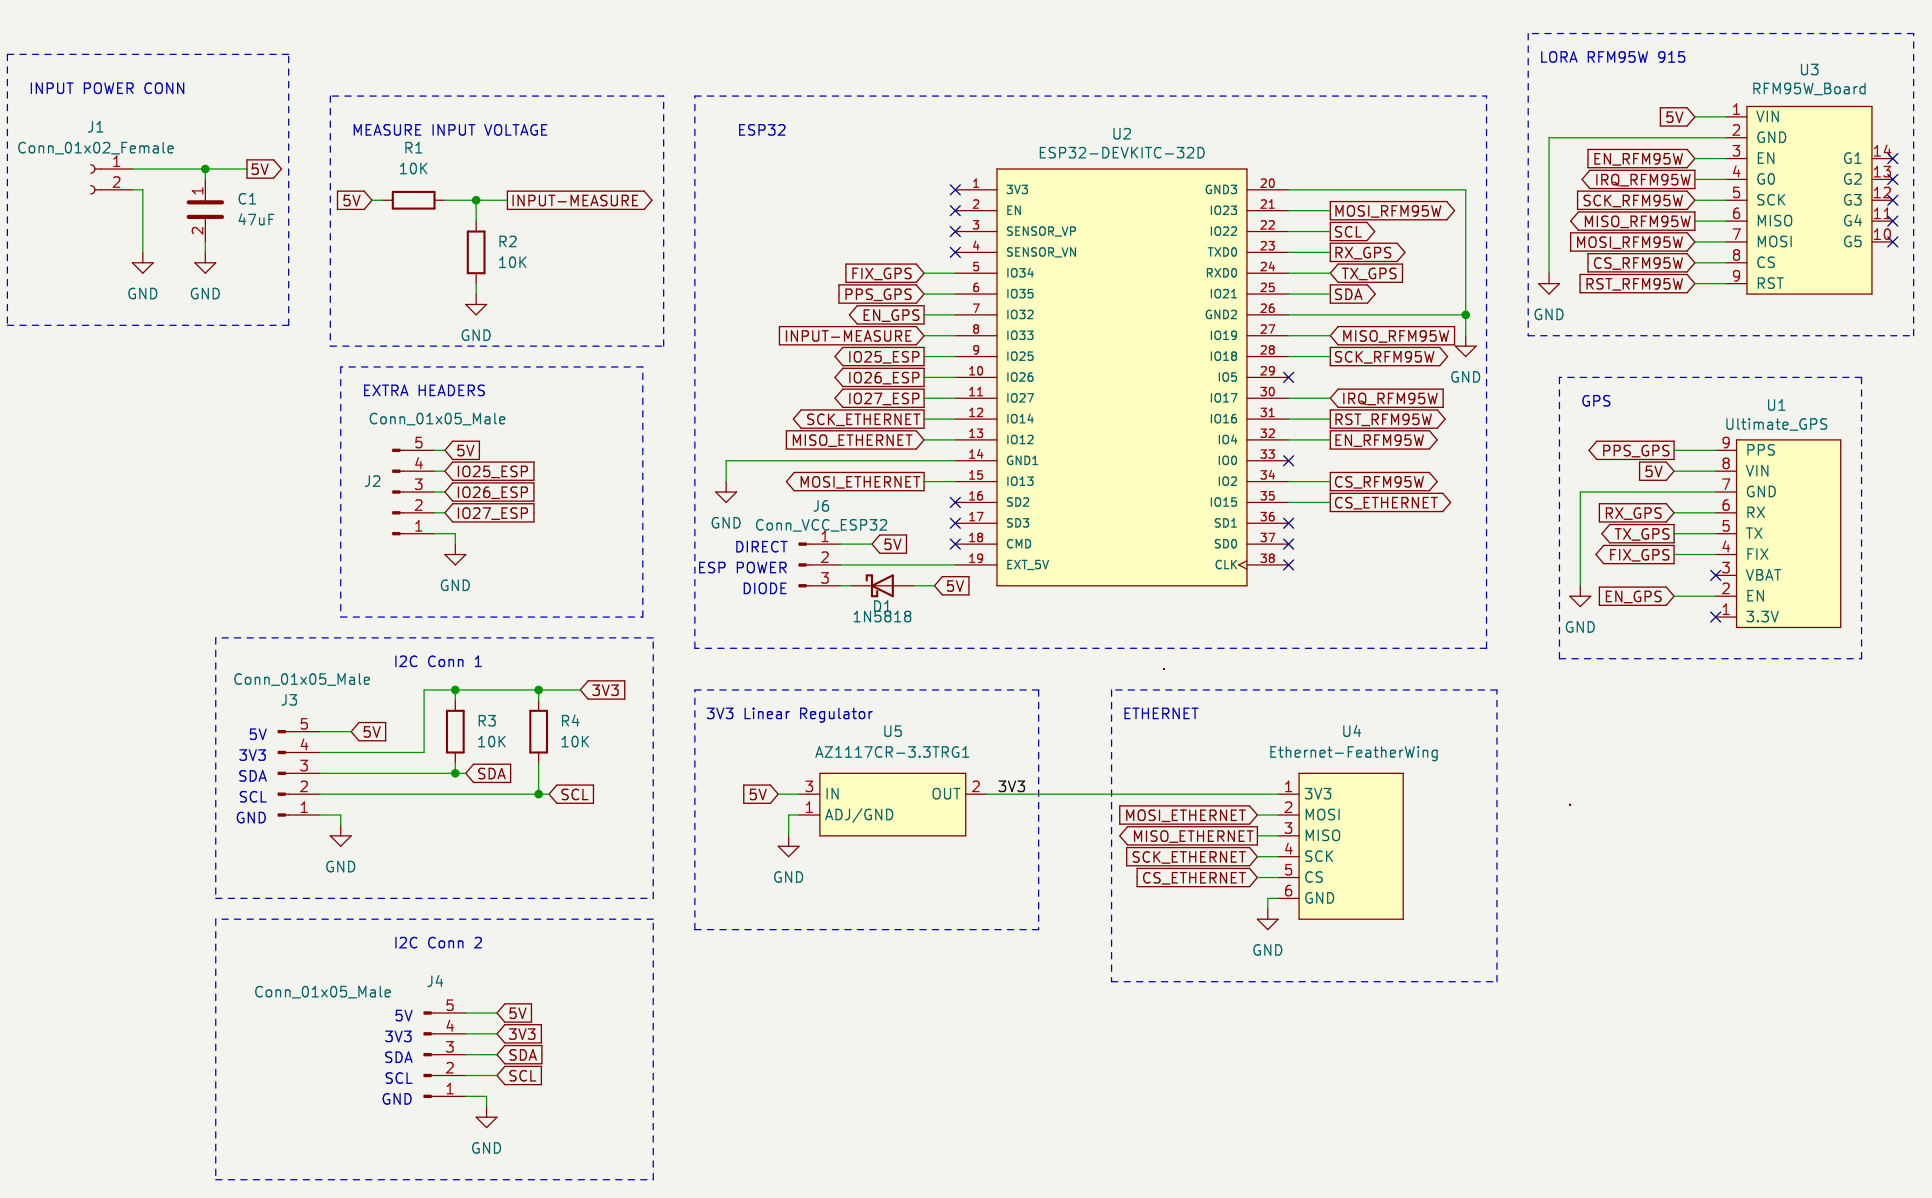 INPUT POWER CONN
J1
Conn_01x02_Female
1
2
5V
1
2
C1
47uF
GND
GND
MEASURE INPUT VOLTAGE
R1
10K
5V
INPUT-MEASURE
R2
10K
GND
EXTRA HEADERS
Conn_01x05_Male
J2
5 5V
4 IO25_ESP
3 IO26_ESP
2 IO27_ESP
1
GND
I2C Conn 1
Conn_01x05_Male
J3
5V 5 5V
3V3 4
SDA 3 SDA
SCL 2 SCL
GND 1
3V3
R3
10K
R4
10K
GND
I2C Conn 2
J4
Conn_01x05_Male
5V 5 5V
3V3 4 3V3
SDA 3 SDA
SCL 2 SCL
GND 1
GND
ESP32
U2
ESP32-DEVKITC-32D
1 3V3
2 EN
3 SENSOR_VP
4 SENSOR_VN
FIX_GPS 5 IO34
PPS_GPS 6 IO35
EN_GPS 7 IO32
INPUT-MEASURE 8 IO33
IO25_ESP 9 IO25
IO26_ESP 10 IO26
IO27_ESP 11 IO27
SCK_ETHERNET 12 IO14
MISO_ETHERNET 13 IO12
14 GND1
MOSI_ETHERNET 15 IO13
16 SD2
17 SD3
18 CMD
19 EXT_5V
GND3 20
IO23 21 MOSI_RFM95W
IO22 22 SCL
TXD0 23 RX_GPS
RXD0 24 TX_GPS
IO21 25 SDA
GND2 26
IO19 27 MISO_RFM95W
IO18 28 SCK_RFM95W
IO5 29
IO17 30 IRQ_RFM95W
IO16 31 RST_RFM95W
IO4 32 EN_RFM95W
IO0 33
IO2 34 CS_RFM95W
IO15 35 CS_ETHERNET
SD1 36
SD0 37
CLK 38
GND
GND
J6
Conn_VCC_ESP32
DIRECT 1 5V
ESP POWER 2
DIODE 3 5V
D1
1N5818
3V3 Linear Regulator
U5
AZ1117CR-3.3TRG1
5V 3 IN
1 ADJ/GND
OUT 2 3V3
GND
ETHERNET
U4
Ethernet-FeatherWing
1 3V3
MOSI_ETHERNET 2 MOSI
MISO_ETHERNET 3 MISO
SCK_ETHERNET 4 SCK
CS_ETHERNET 5 CS
6 GND
GND
LORA RFM95W 915
U3
RFM95W_Board
5V 1 VIN
2 GND
EN_RFM95W 3 EN
IRQ_RFM95W 4 G0
SCK_RFM95W 5 SCK
MISO_RFM95W 6 MISO
MOSI_RFM95W 7 MOSI
CS_RFM95W 8 CS
RST_RFM95W 9 RST
G1 14
G2 13
G3 12
G4 11
G5 10
GND
GPS
U1
Ultimate_GPS
PPS_GPS 9 PPS
5V 8 VIN
7 GND
RX_GPS 6 RX
TX_GPS 5 TX
FIX_GPS 4 FIX
3 VBAT
EN_GPS 2 EN
1 3.3V
GND